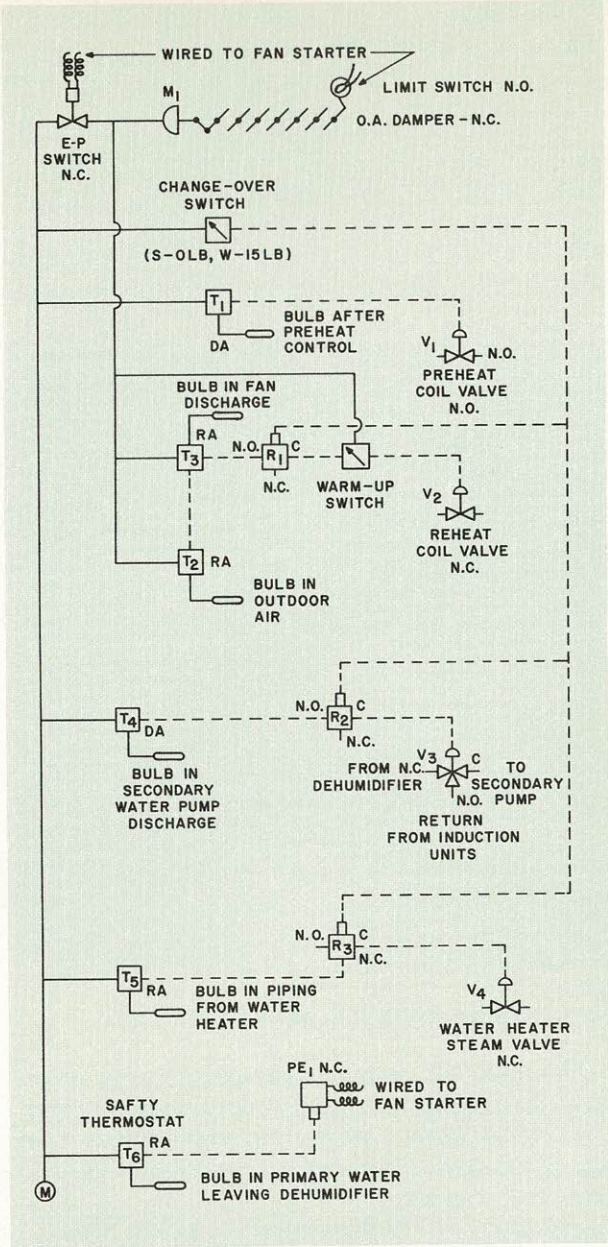 WIRED TO FAN STARTER
M1
LIMIT SWITCH N.O.
O.A. DAMPER - N.C.
E-P
SWITCH
N.C.
CHANGE-OVER
SWITCH
(S-0LB, W-15LB)
T1
DA
BULB AFTER
PREHEAT
CONTROL
V1
N.O.
PREHEAT
COIL VALVE
N.O.
BULB IN FAN
DISCHARGE
RA
T3
N.O.
R1
C
N.C.
WARM-UP
SWITCH
V2
REHEAT
COIL VALVE
N.C.
T2
RA
BULB IN
OUTDOOR
AIR
T4
DA
BULB IN
SECONDARY
WATER PUMP
DISCHARGE
N.O.
R2
C
N.C.
V3
FROM N.C.
DEHUMIDIFIER
C
TO
SECONDARY
PUMP
N.O.
RETURN
FROM INDUCTION
UNITS
N.O.
R3
C
N.C.
T5
RA
BULB IN PIPING
FROM WATER
HEATER
V4
WATER HEATER
STEAM VALVE
N.C.
PE1 N.C.
WIRED TO
FAN STARTER
SAFTY
THERMOSTAT
T6
RA
BULB IN PRIMARY WATER
LEAVING DEHUMIDIFIER
M